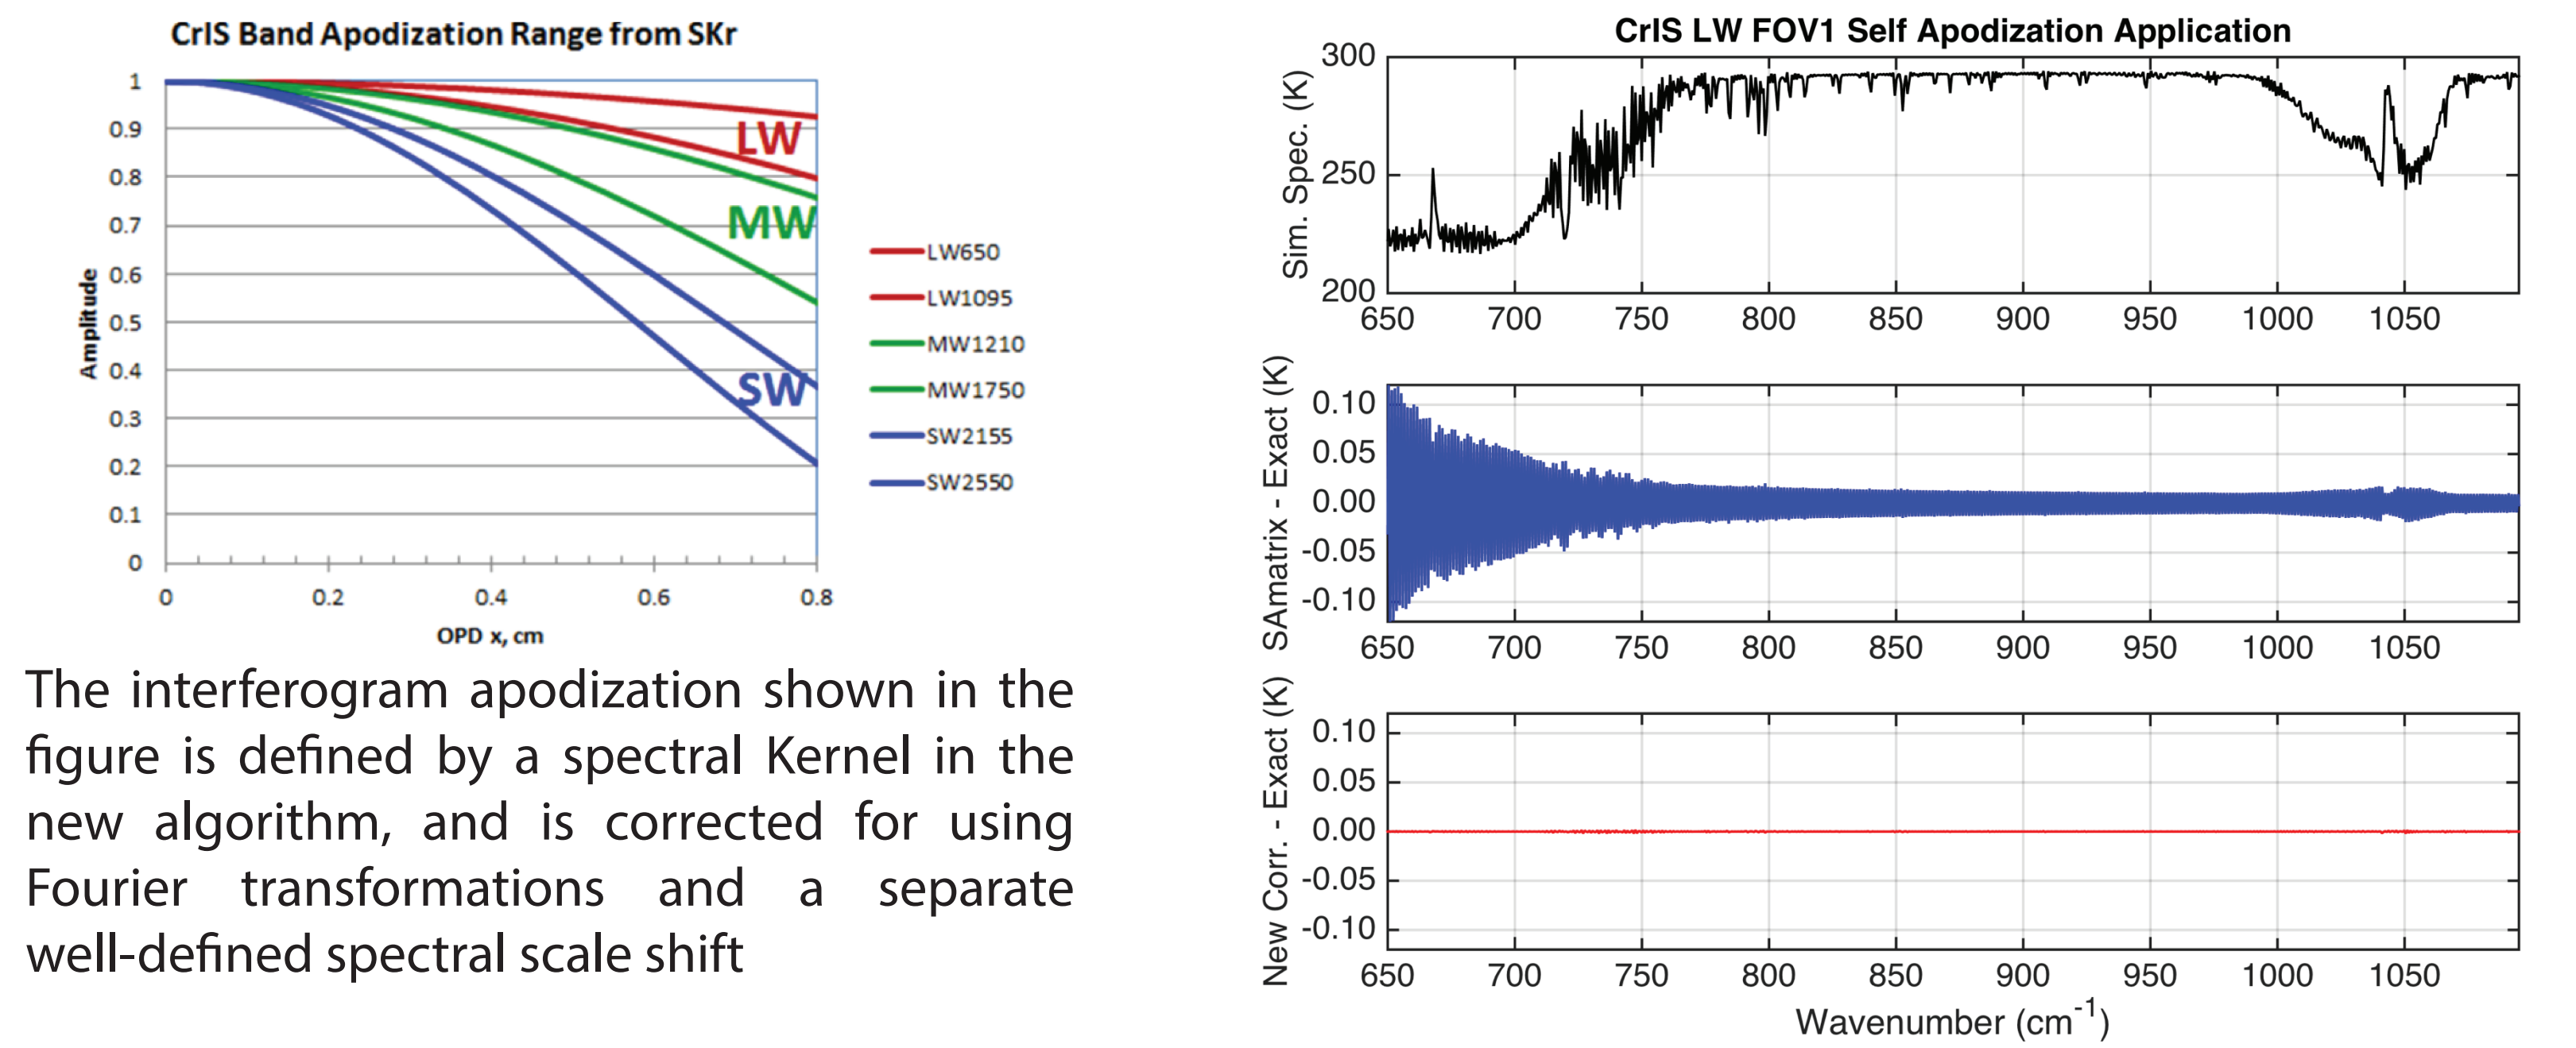 CrIS Band Apodization Range from SKr
1
0.9
0.8
0.7
0.6
0.5
0.4
0.3
0.2
0.1
0
Amplitude
0 0.2 0.4 0.6 0.8
OPD x, cm
LW
MW
SW
LW650
LW1095
MW1210
MW1750
SW2155
SW2550
The interferogram apodization shown in the
figure is defined by a spectral Kernel in the
new algorithm, and is corrected for using
Fourier transformations and a separate
well-defined spectral scale shift
CrIS LW FOV1 Self Apodization Application
Sim. Spec. (K)
300
250
200
650 700 750 800 850 900 950 1000 1050
SAmatrix - Exact (K)
0.10
0.05
0.00
-0.05
-0.10
650 700 750 800 850 900 950 1000 1050
New Corr. - Exact (K)
0.10
0.05
0.00
-0.05
-0.10
650 700 750 800 850 900 950 1000 1050
Wavenumber (cm⁻¹)